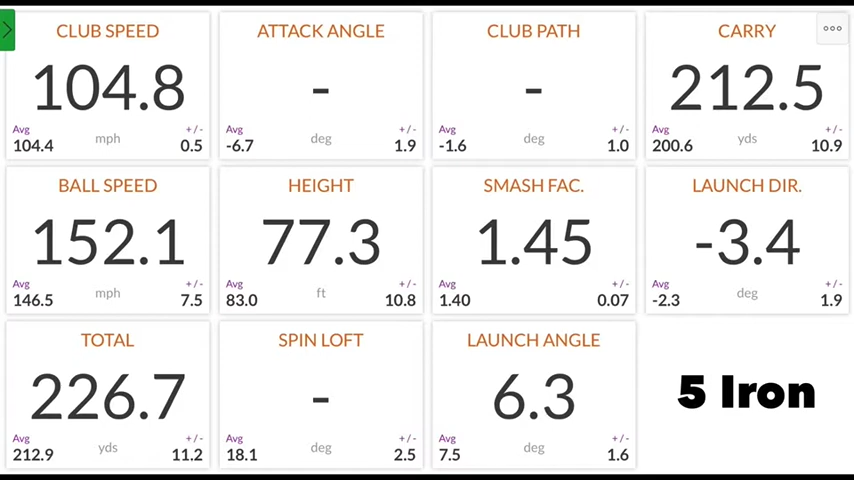 CLUB SPEED
104.8
Avg
104.4
mph
+/-
0.5
ATTACK ANGLE
-
Avg
-6.7
deg
+/-
1.9
CLUB PATH
-
Avg
-1.6
deg
+/-
1.0
CARRY
212.5
Avg
200.6
yds
+/-
10.9
BALL SPEED
152.1
Avg
146.5
mph
+/-
7.5
HEIGHT
77.3
Avg
83.0
ft
+/-
10.8
SMASH FAC.
1.45
Avg
1.40
+/-
0.07
LAUNCH DIR.
-3.4
Avg
-2.3
deg
+/-
1.9
TOTAL
226.7
Avg
212.9
yds
+/-
11.2
SPIN LOFT
-
Avg
18.1
deg
+/-
2.5
LAUNCH ANGLE
6.3
Avg
7.5
deg
+/-
1.6
5 Iron